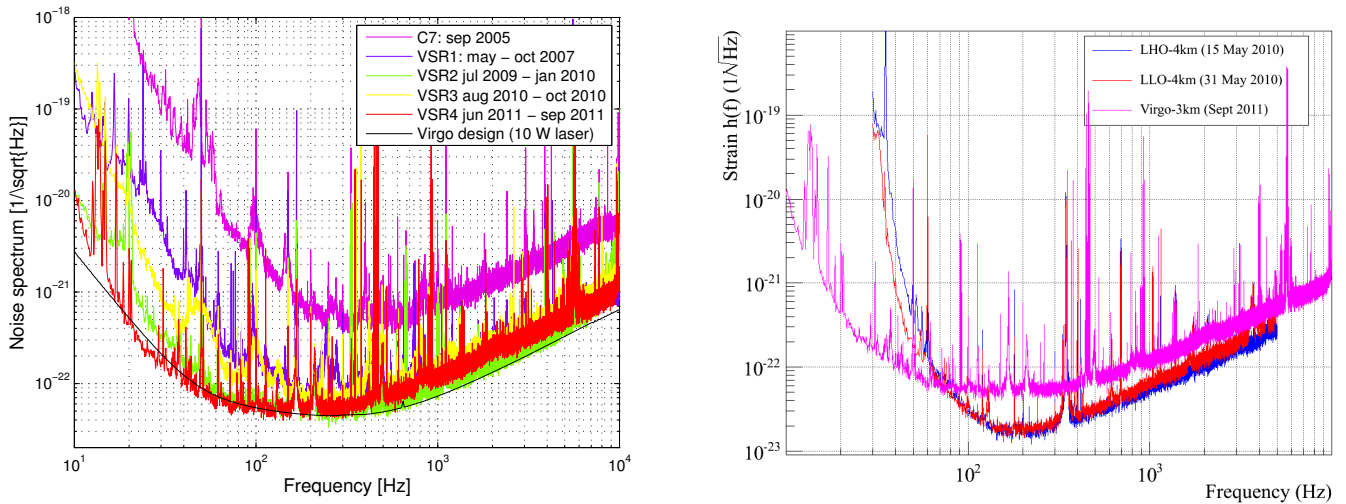 10^-18
10^-19
10^-20
10^-21
10^-22
Noise spectrum [1/\sqrt[Hz)]
C7: sep 2005
VSR1: may − oct 2007
VSR2 jul 2009 − jan 2010
VSR3 aug 2010 − oct 2010
VSR4 jun 2011 − sep 2011
Virgo design (10 W laser)
10^1 10^2 10^3 10^4
Frequency [Hz]
Strain h(f) (1/√Hz)
10^-19
10^-20
10^-21
10^-22
10^-23
LHO-4km (15 May 2010)
LLO-4km (31 May 2010)
Virgo-3km (Sept 2011)
10^2 10^3
Frequency (Hz)